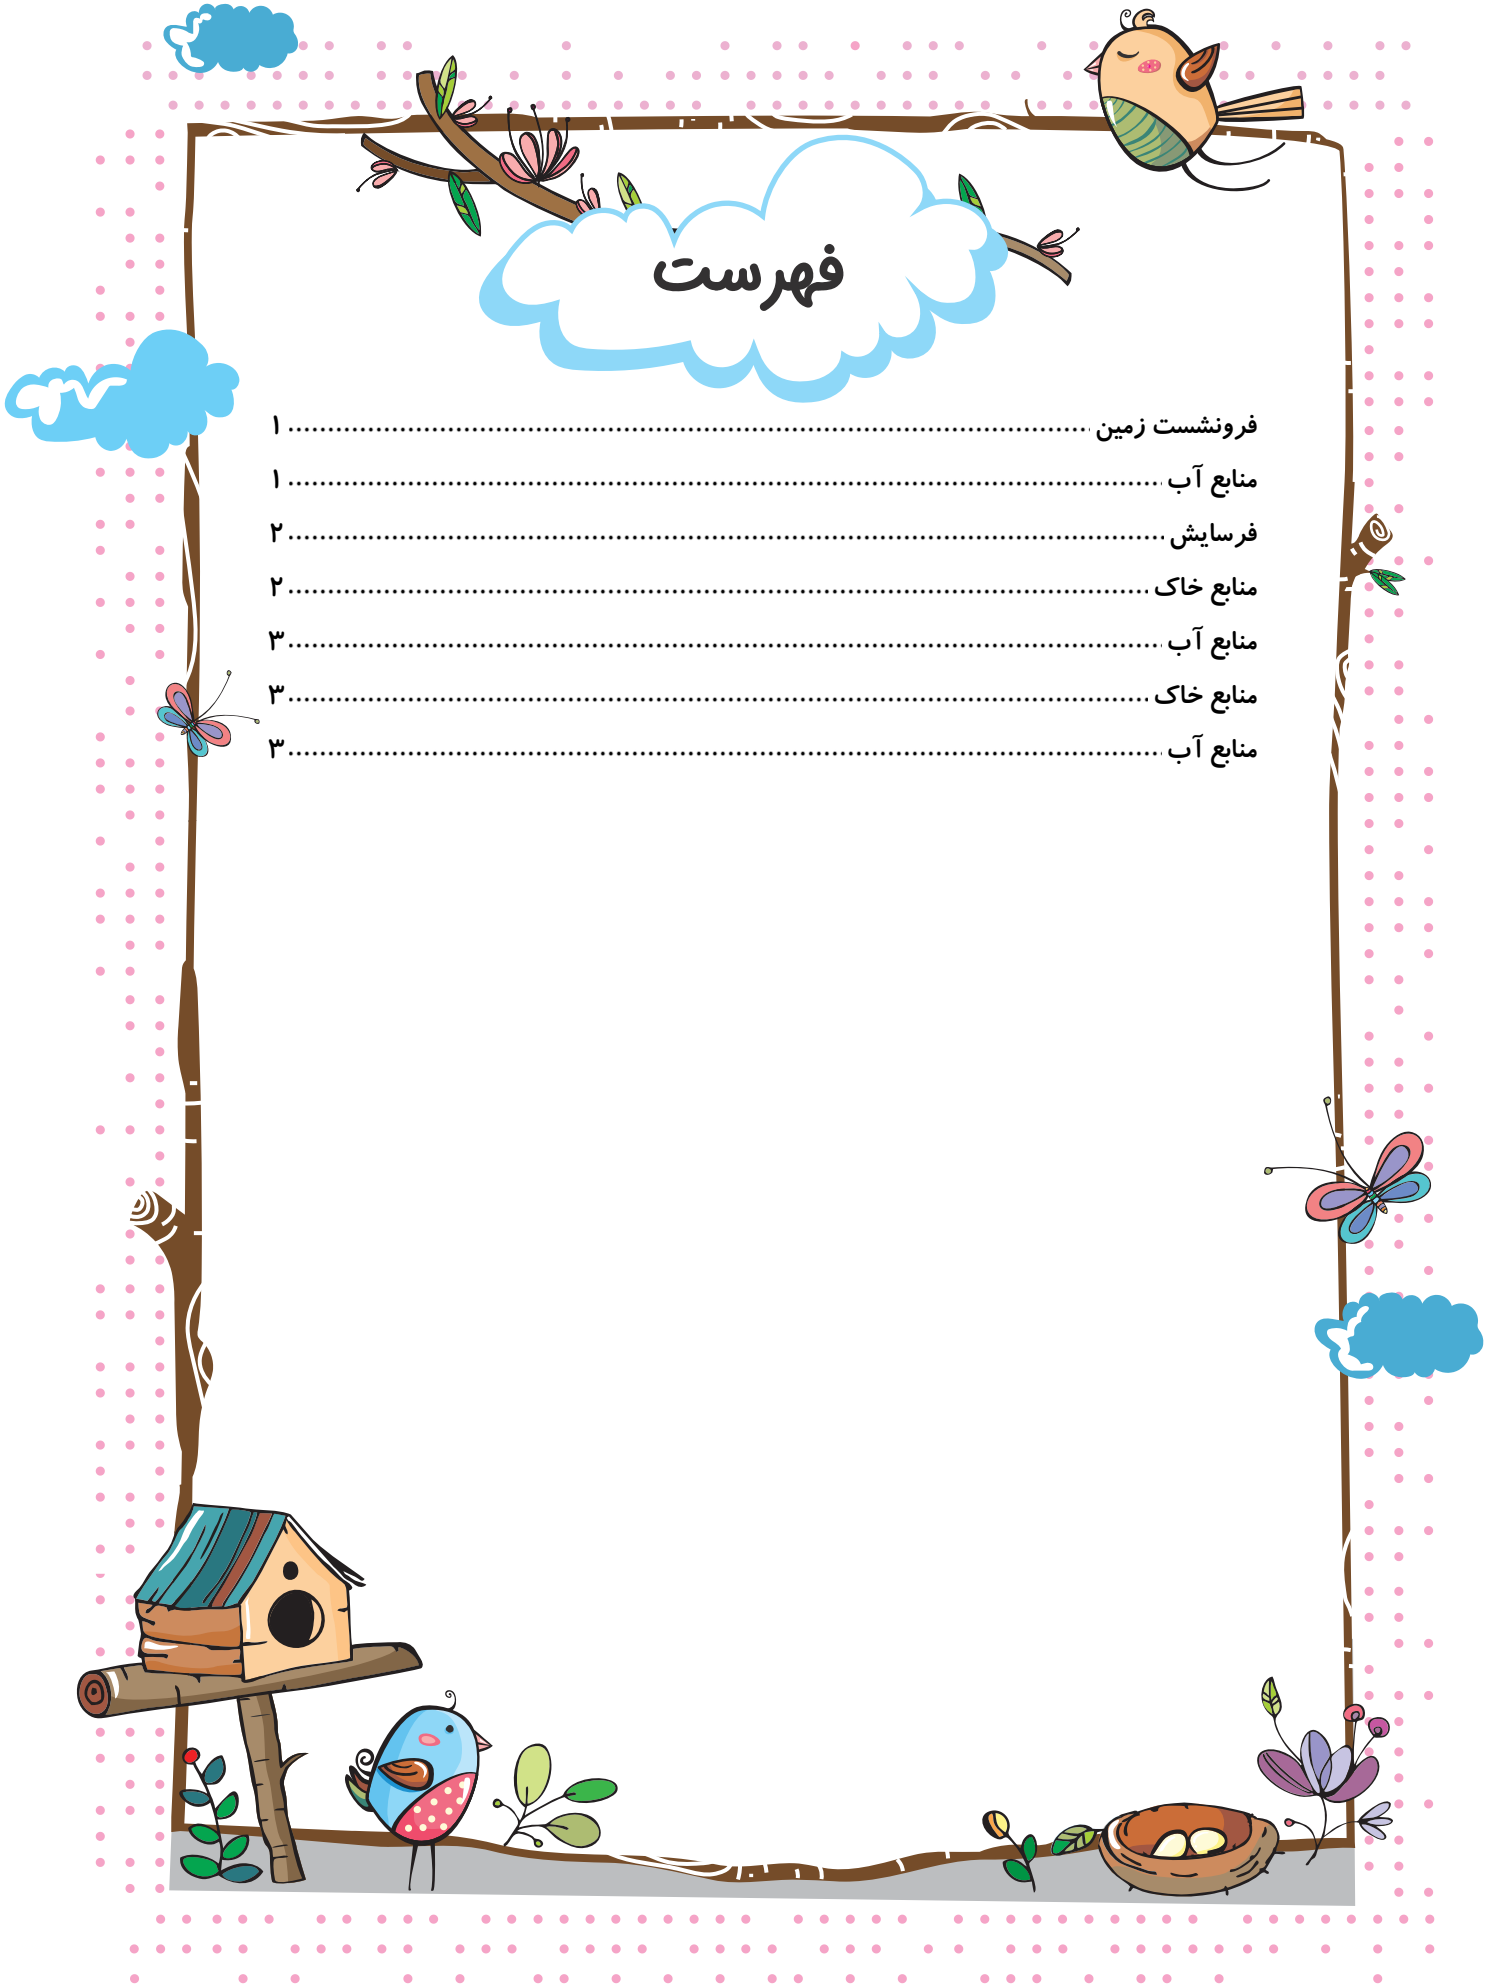 فهرست
فرونشست زمین ........................................ ۱
منابع آب ........................................ ۱
فرسایش ........................................ ۲
منابع خاک ........................................ ۲
منابع آب ........................................ ۳
منابع خاک ........................................ ۳
منابع آب ........................................ ۳